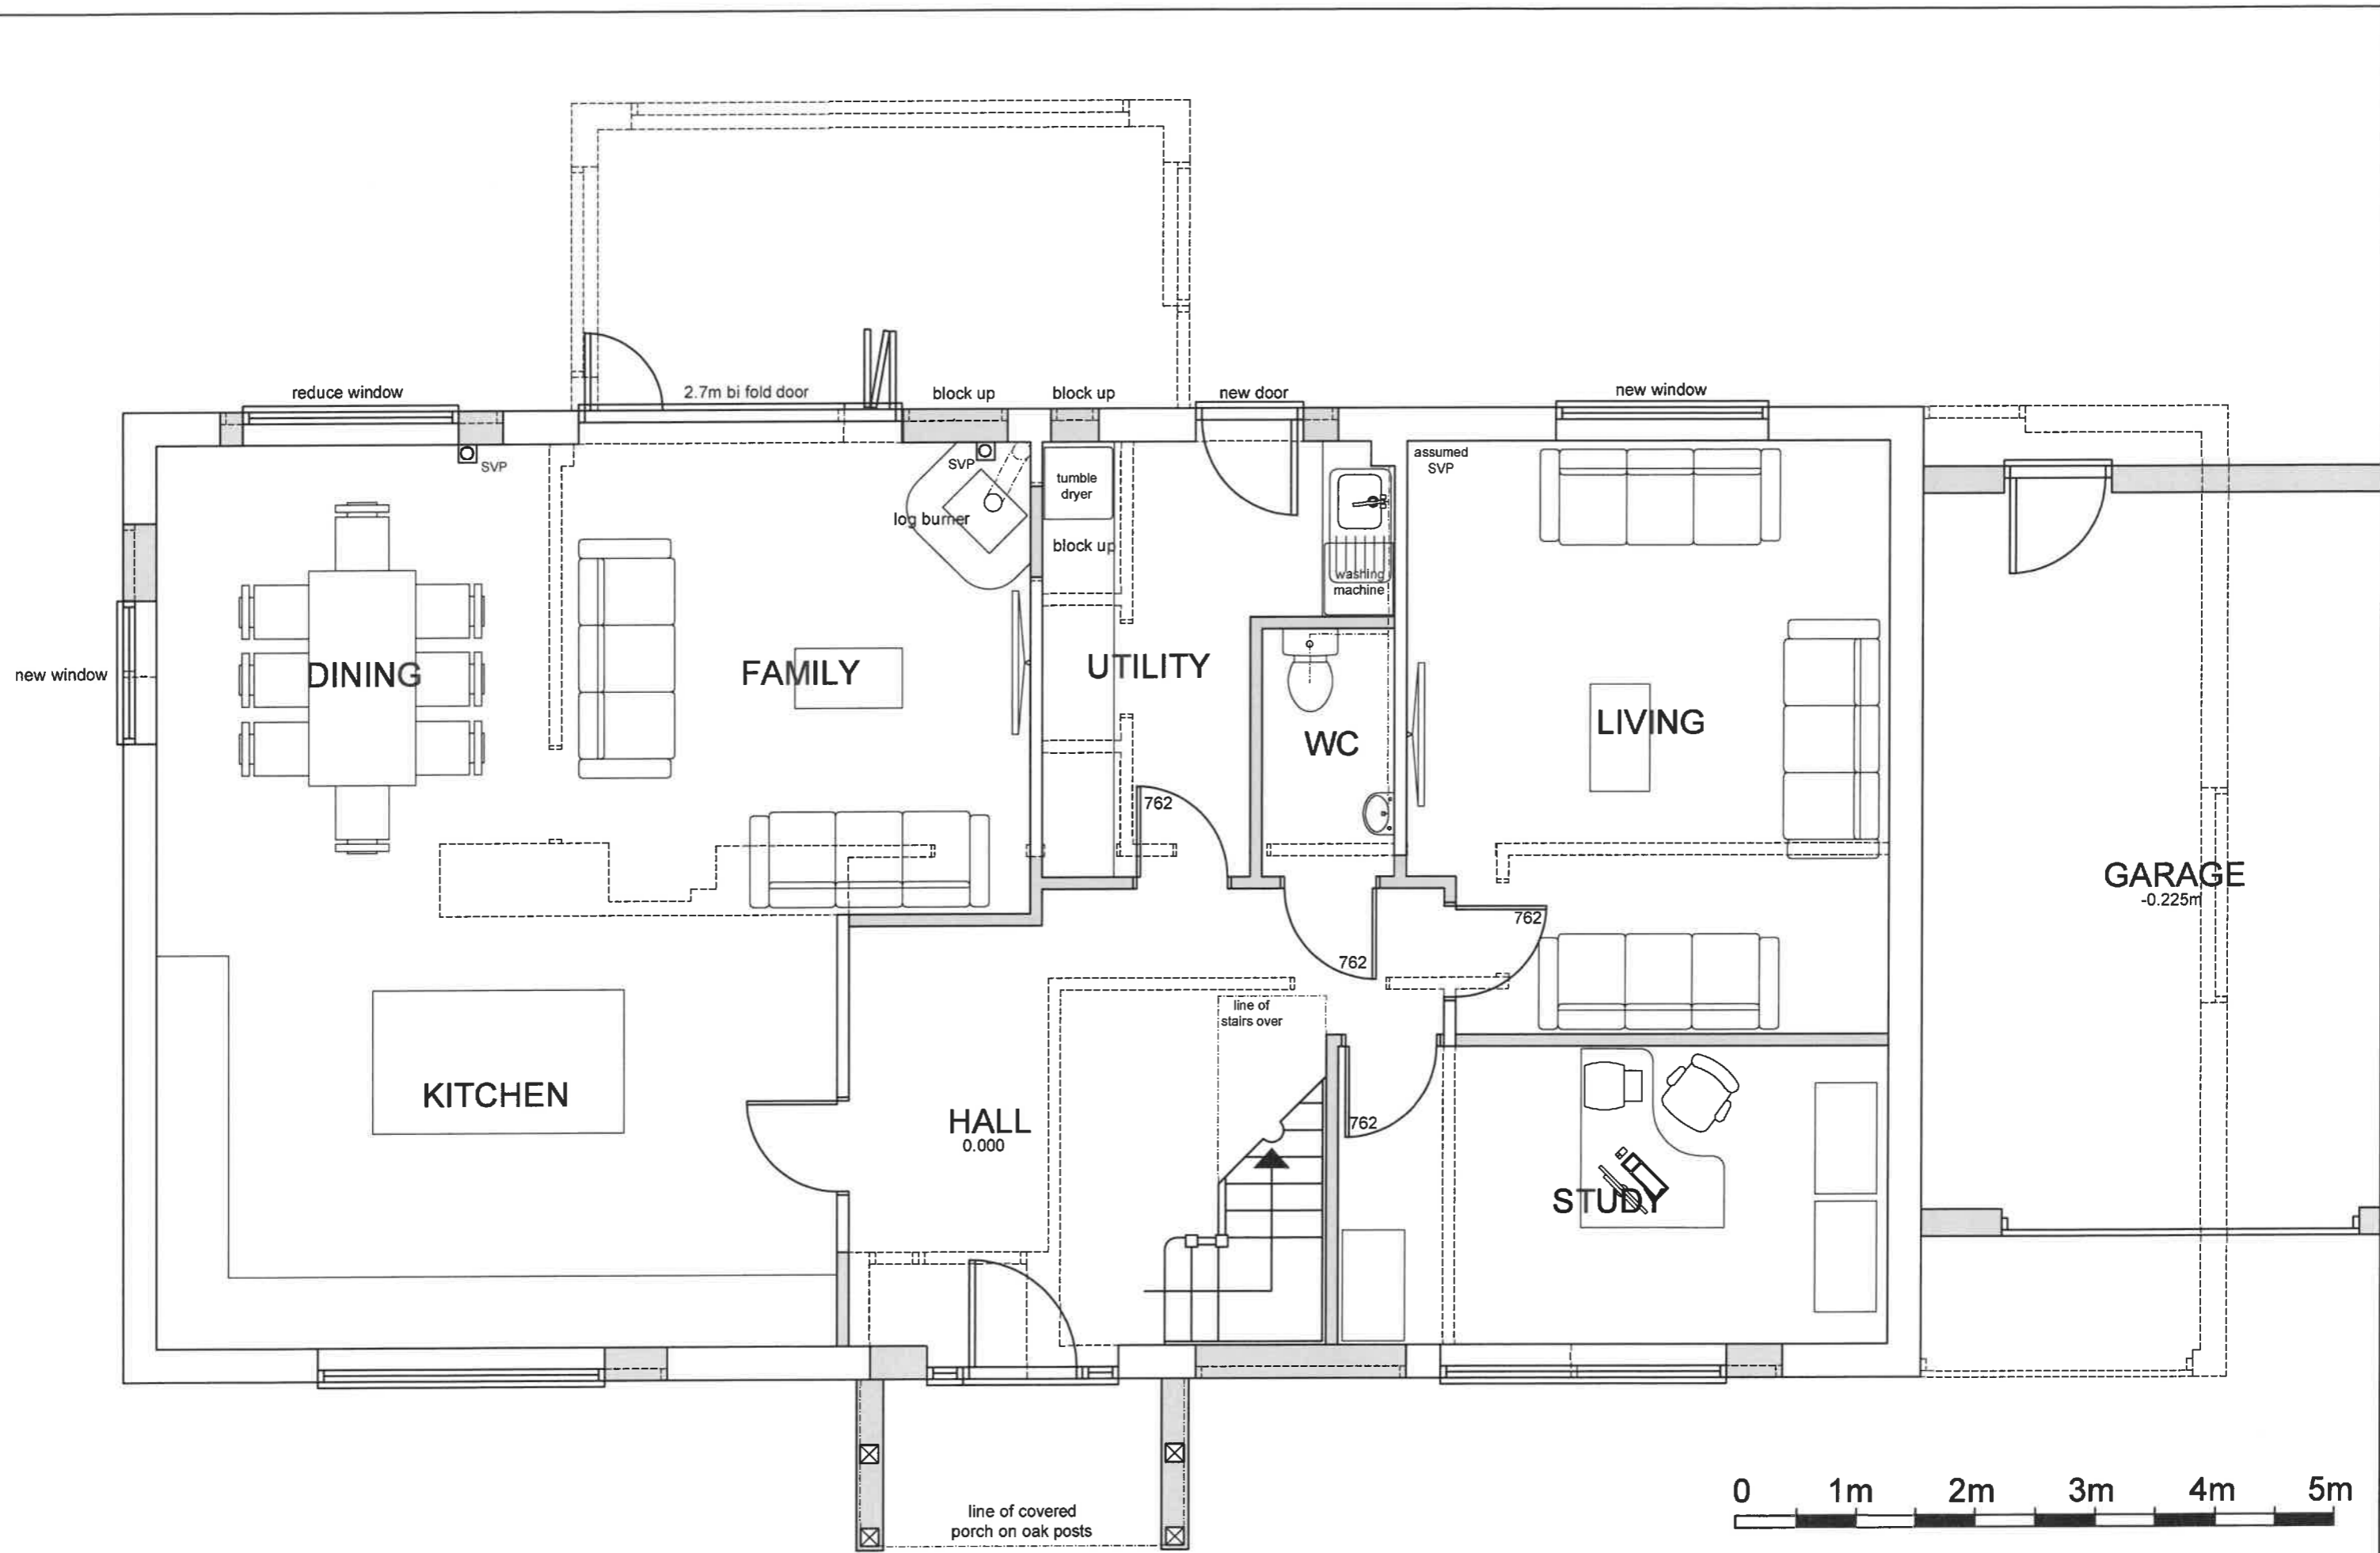 reduce window
2.7m bi fold door
block up
block up
new door
new window
SVP
SVP
tumble
dryer
assumed
SVP
log burner
block up
washing
machine
new window
DINING
FAMILY
UTILITY
WC
LIVING
762
GARAGE
-0.225m
762
762
line of
stairs over
KITCHEN
HALL
0.000
762
STUDY
line of covered
porch on oak posts
0 1m 2m 3m 4m 5m